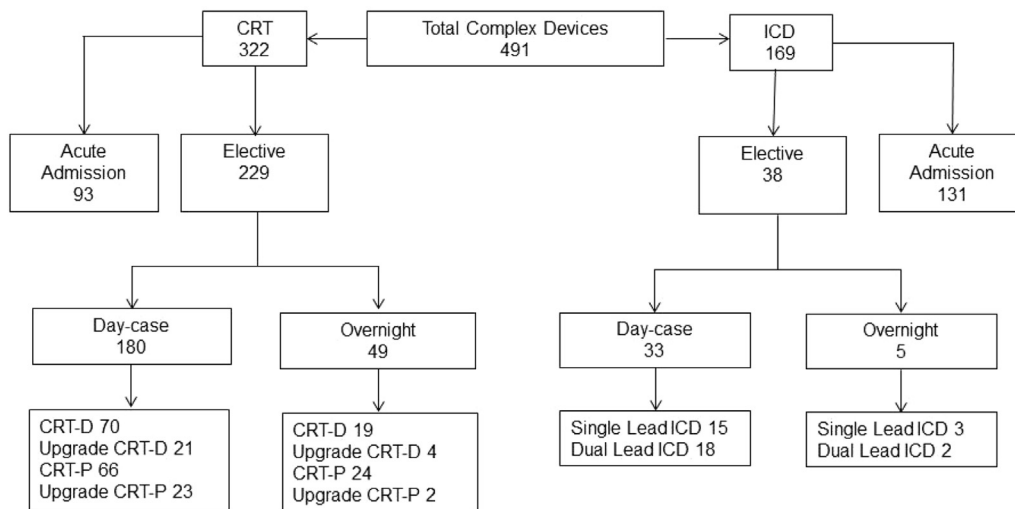 CRT
322
Total Complex Devices
491
ICD
169
Acute
Admission
93
Elective
229
Elective
38
Acute
Admission
131
Day-case
180
Overnight
49
Day-case
33
Overnight
5
CRT-D 70
Upgrade CRT-D 21
CRT-P 66
Upgrade CRT-P 23
CRT-D 19
Upgrade CRT-D 4
CRT-P 24
Upgrade CRT-P 2
Single Lead ICD 15
Dual Lead ICD 18
Single Lead ICD 3
Dual Lead ICD 2